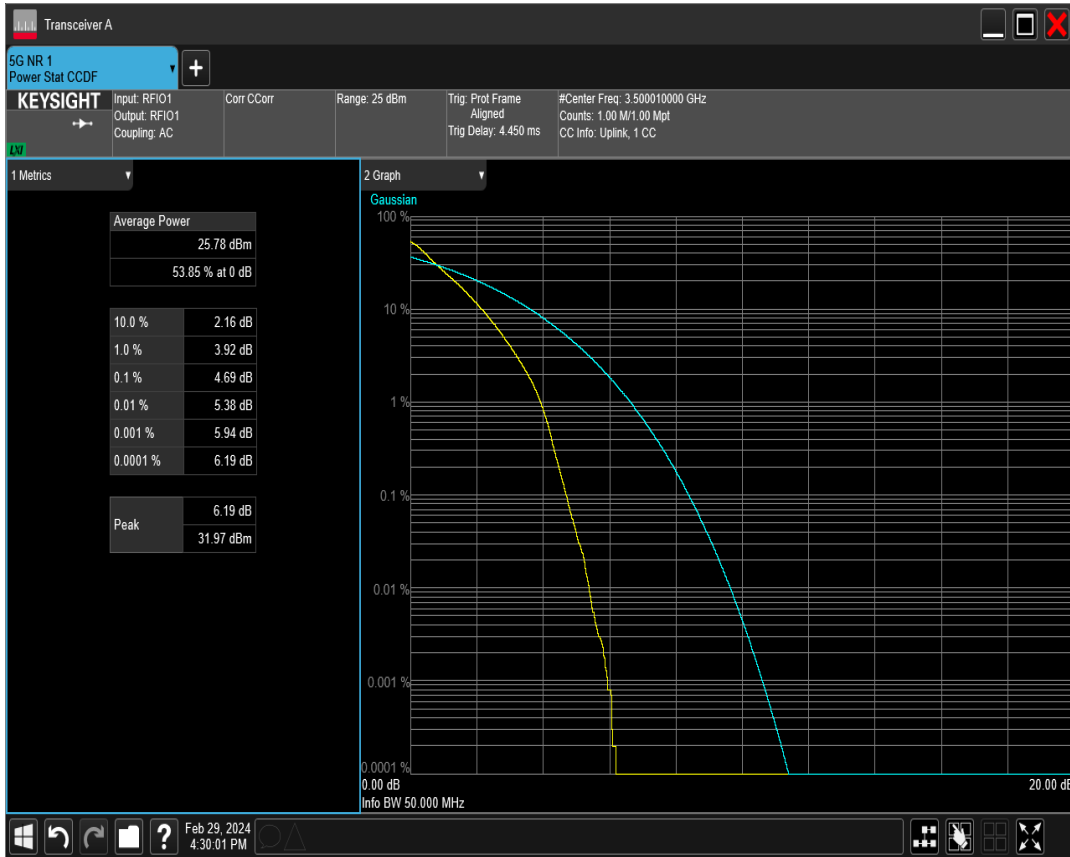 Transceiver A
5G NR 1
Power Stat CCDF
+
KEYSIGHT
LXI
Input: RFIO1
Output: RFIO1
Coupling: AC
Corr CCorr
Range: 25 dBm
Trig: Prot Frame
Aligned
Trig Delay: 4.450 ms
#Center Freq: 3.500010000 GHz
Counts: 1.00 M/1.00 Mpt
CC Info: Uplink, 1 CC
1 Metrics
Average Power
25.78 dBm
53.85 % at 0 dB
10.0 % 2.16 dB
1.0 % 3.92 dB
0.1 % 4.69 dB
0.01 % 5.38 dB
0.001 % 5.94 dB
0.0001 % 6.19 dB
Peak
6.19 dB
31.97 dBm
2 Graph
Gaussian
100 %
10 %
1 %
0.1 %
0.01 %
0.001 %
0.0001 %
0.00 dB 20.00 dB
Info BW 50.000 MHz
?
Feb 29, 2024
4:30:01 PM